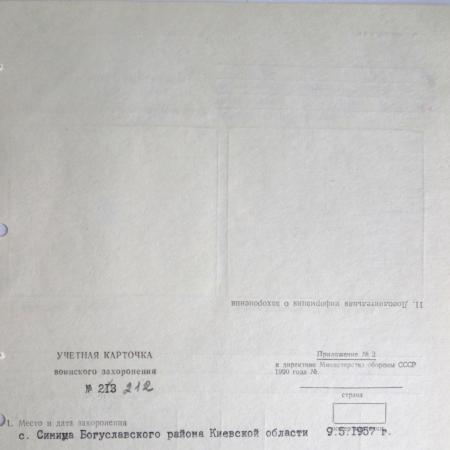 11. Дополнительная информация о захоронении
УЧЕТНАЯ КАРТОЧКА
воинского захоронения
№ 213 212
Приложение № 2
к директиве Министерства обороны СССР
1990 года №.
страна
1. Место и дата захоронения
с. Синица Богуславского района Киевской области 9.5.1957 г.